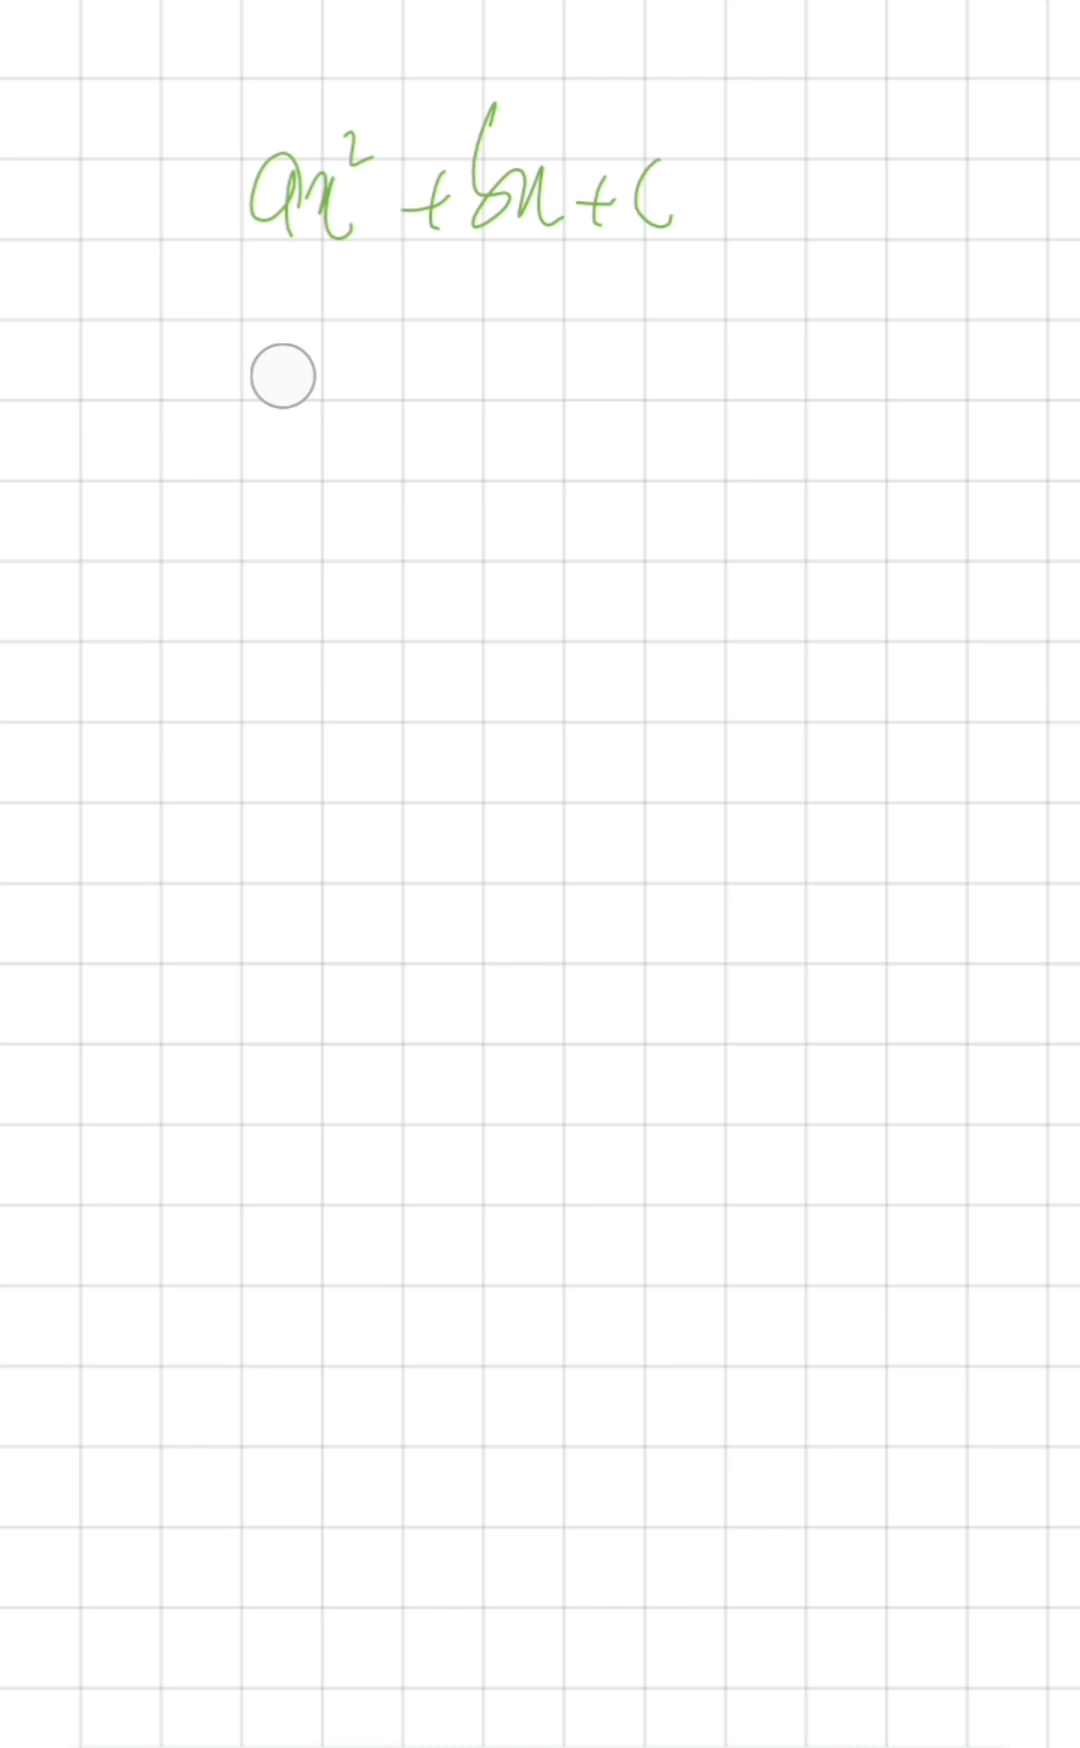 ax² + bx + c